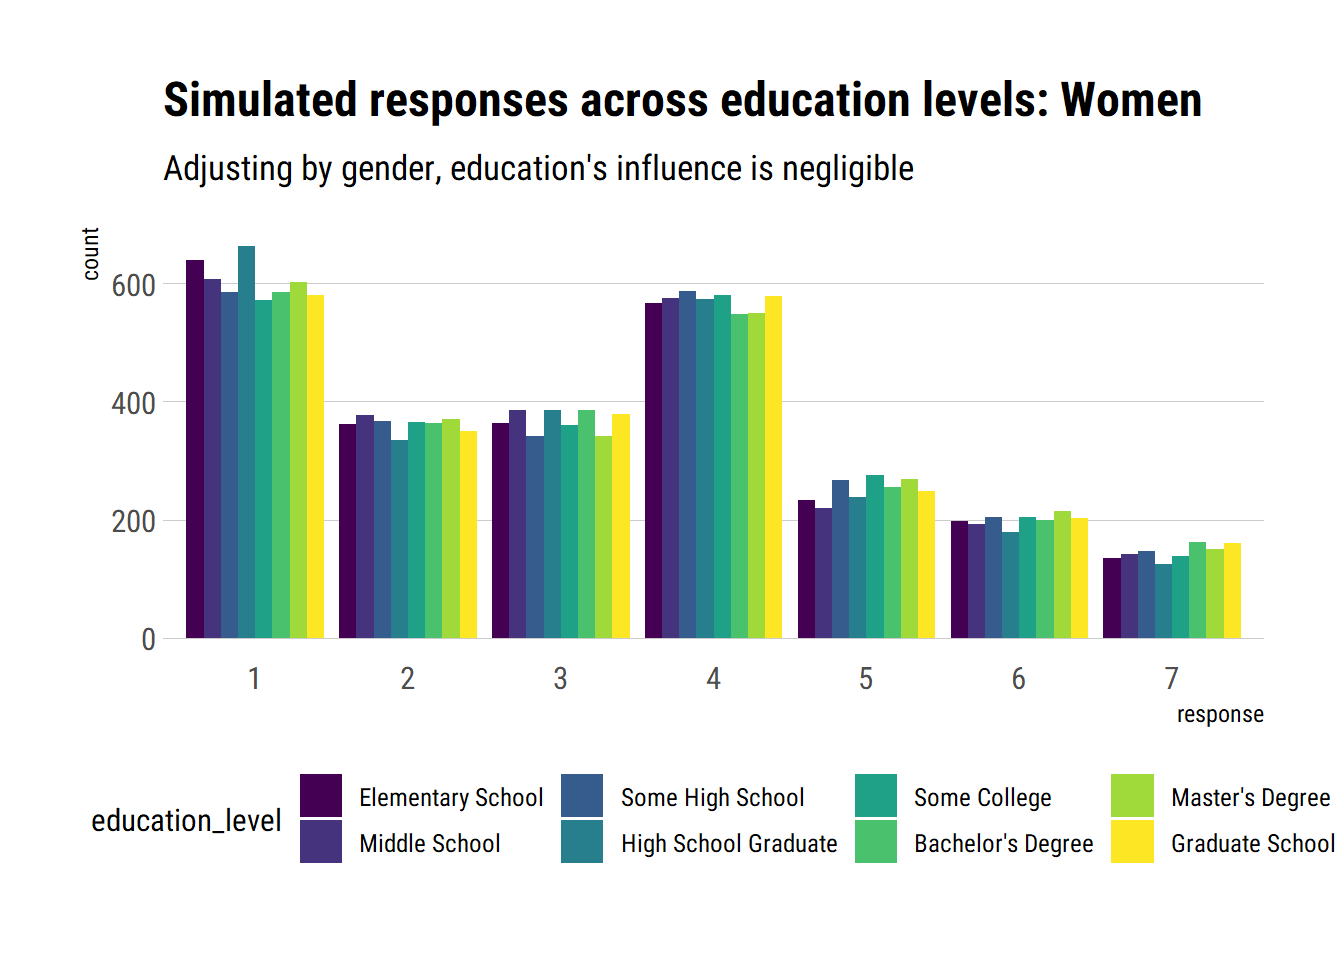 Simulated responses across education levels: Women
Adjusting by gender, education's influence is negligible
count
600
400
200
0
1 2 3 4 5 6 7
response
education_level
Elementary School Some High School Some College Master's Degree
Middle School High School Graduate Bachelor's Degree Graduate School